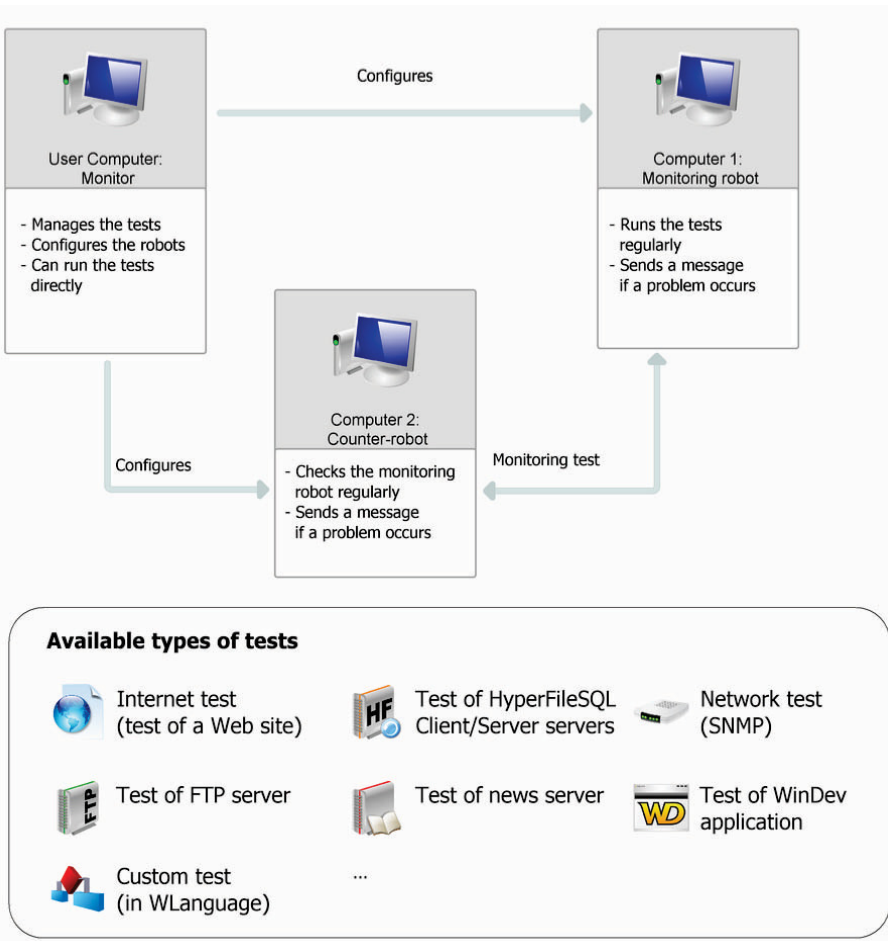 Configures
User Computer:
Monitor
- Manages the tests
- Configures the robots
- Can run the tests
directly
Computer 1:
Monitoring robot
- Runs the tests
regularly
- Sends a message
if a problem occurs
Computer 2:
Counter-robot
- Checks the monitoring
robot regularly
- Sends a message
if a problem occurs
Configures
Monitoring test
Available types of tests
Internet test
(test of a Web site)
HF
Test of HyperFileSQL
Client/Server servers
Network test
(SNMP)
FTP
Test of FTP server
Test of news server
WD
Test of WinDev
application
Custom test
(in WLanguage)
...